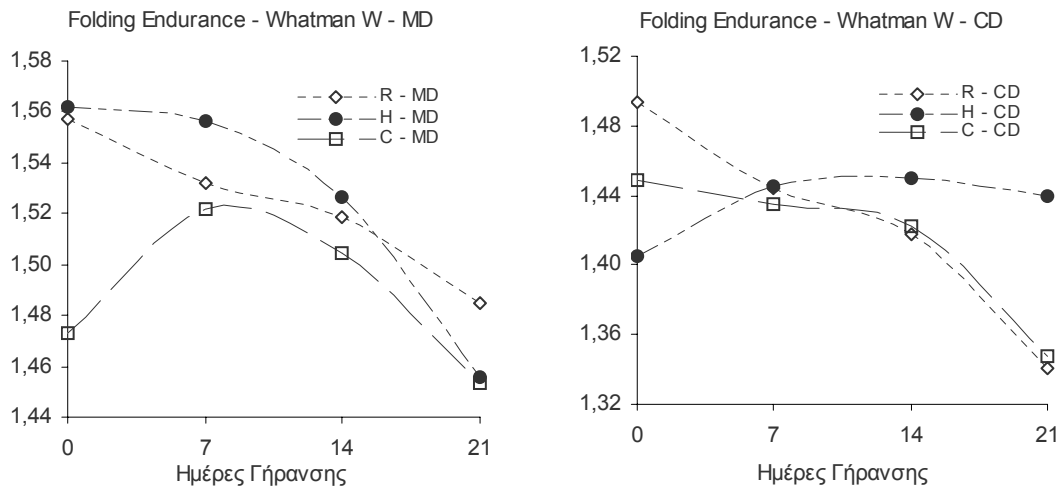 Folding Endurance - Whatman W - MD
1,58
1,56
1,54
1,52
1,50
1,48
1,46
1,44
0 7 14 21
Ημέρες Γήρανσης
R - MD
H - MD
C - MD
Folding Endurance - Whatman W - CD
1,52
1,48
1,44
1,40
1,36
1,32
0 7 14 21
Ημέρες Γήρανσης
R - CD
H - CD
C - CD